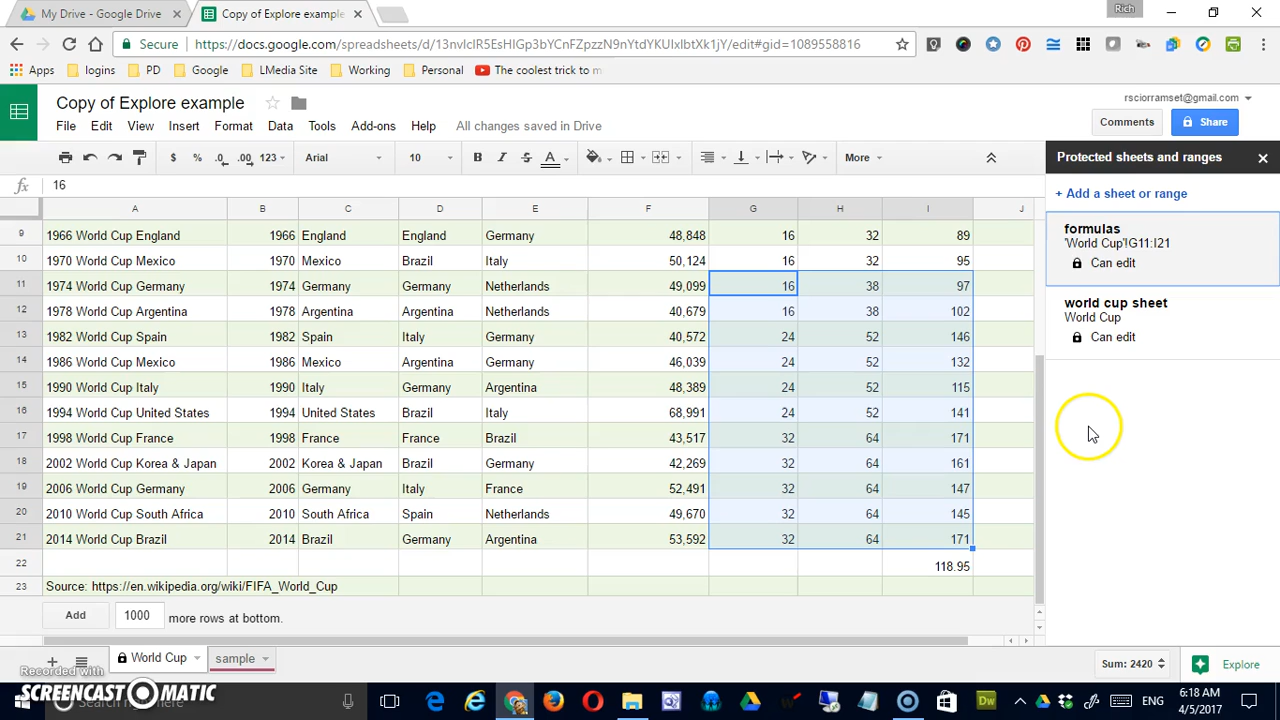 My Drive - Google Drive × Copy of Explore example × Rich
Secure https://docs.google.com/spreadsheets/d/13nvlclR5EsHIGp3bYCnFZpzzN9nYtdYKUlxIbtXk1jY/edit#gid=1089558816
Apps logins PD Google LMedia Site Working Personal The coolest trick to m
Copy of Explore example rsciorramset@gmail.com
File Edit View Insert Format Data Tools Add-ons Help All changes saved in Drive Comments Share
$ % .0 .00 123 Arial 10 B I S A More
Protected sheets and ranges ×
fx 16
+ Add a sheet or range
A B C D E F G H I J
9 1966 World Cup England 1966 England England Germany 48,848 16 32 89
10 1970 World Cup Mexico 1970 Mexico Brazil Italy 50,124 16 32 95
11 1974 World Cup Germany 1974 Germany Germany Netherlands 49,099 16 38 97
12 1978 World Cup Argentina 1978 Argentina Argentina Netherlands 40,679 16 38 102
13 1982 World Cup Spain 1982 Spain Italy Germany 40,572 24 52 146
14 1986 World Cup Mexico 1986 Mexico Argentina Germany 46,039 24 52 132
15 1990 World Cup Italy 1990 Italy Germany Argentina 48,389 24 52 115
16 1994 World Cup United States 1994 United States Brazil Italy 68,991 24 52 141
17 1998 World Cup France 1998 France France Brazil 43,517 32 64 171
18 2002 World Cup Korea & Japan 2002 Korea & Japan Brazil Germany 42,269 32 64 161
19 2006 World Cup Germany 2006 Germany Italy France 52,491 32 64 147
20 2010 World Cup South Africa 2010 South Africa Spain Netherlands 49,670 32 64 145
21 2014 World Cup Brazil 2014 Brazil Germany Argentina 53,592 32 64 171
22 118.95
23 Source: https://en.wikipedia.org/wiki/FIFA_World_Cup
formulas
'World Cup'!G11:I21
Can edit
world cup sheet
World Cup
Can edit
Add 1000 more rows at bottom.
+ World Cup sample Sum: 2420 Explore
Recorded with
SCREENCAST-O-MATIC
ENG
6:18 AM
4/5/2017
Dw